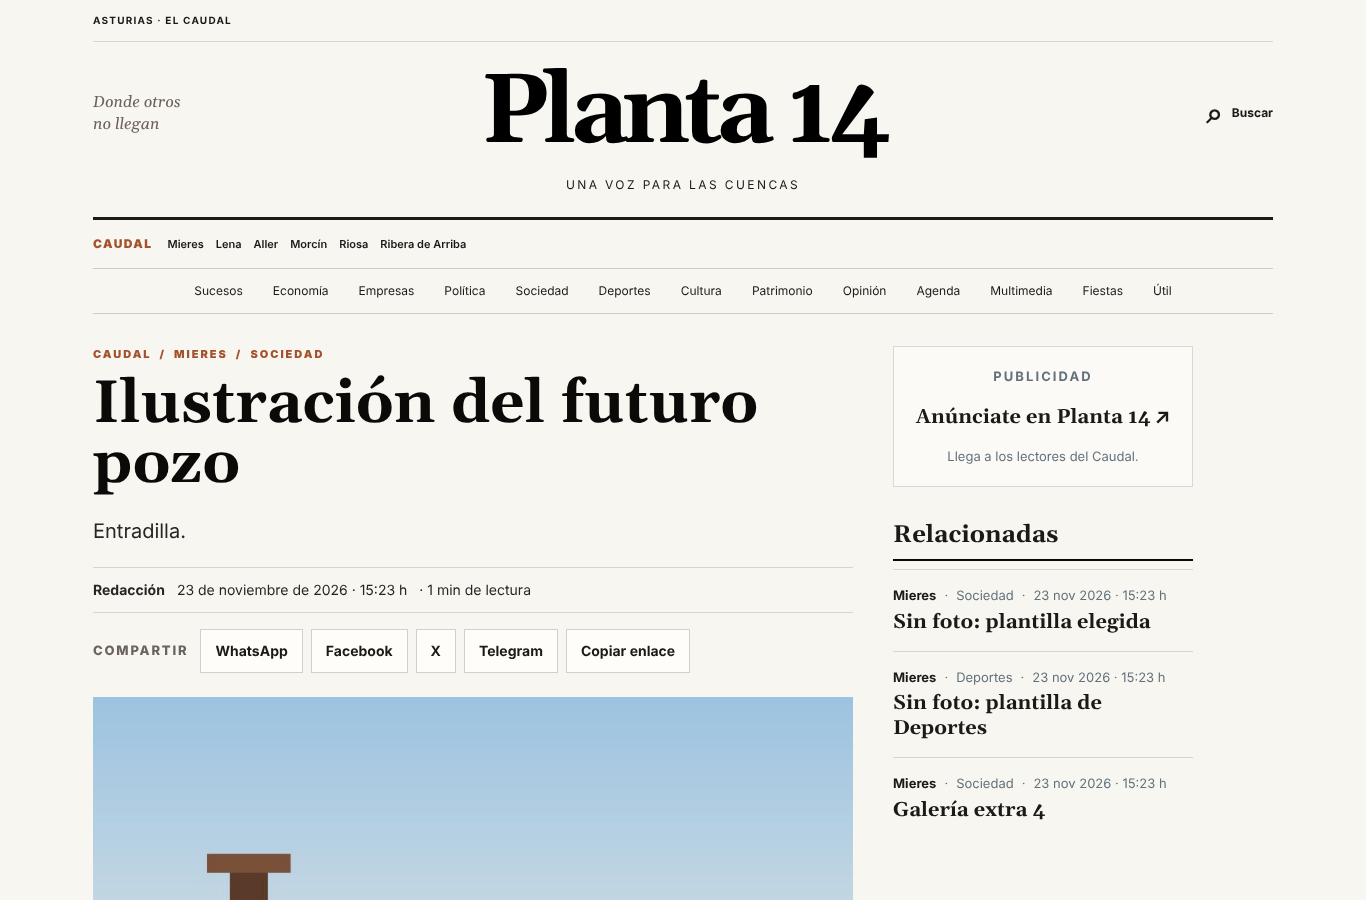 ASTURIAS · EL CAUDAL
Donde otros
no llegan
Planta 14
UNA VOZ PARA LAS CUENCAS
Buscar
CAUDAL Mieres Lena Aller Morcín Riosa Ribera de Arriba
Sucesos Economía Empresas Política Sociedad Deportes Cultura Patrimonio Opinión Agenda Multimedia Fiestas Útil
CAUDAL / MIERES / SOCIEDAD
Ilustración del futuro
pozo
Entradilla.
Redacción 23 de noviembre de 2026 · 15:23 h · 1 min de lectura
COMPARTIR WhatsApp Facebook X Telegram Copiar enlace
PUBLICIDAD
Anúnciate en Planta 14 ↗
Llega a los lectores del Caudal.
Relacionadas
Mieres · Sociedad · 23 nov 2026 · 15:23 h
Sin foto: plantilla elegida
Mieres · Deportes · 23 nov 2026 · 15:23 h
Sin foto: plantilla de
Deportes
Mieres · Sociedad · 23 nov 2026 · 15:23 h
Galería extra 4